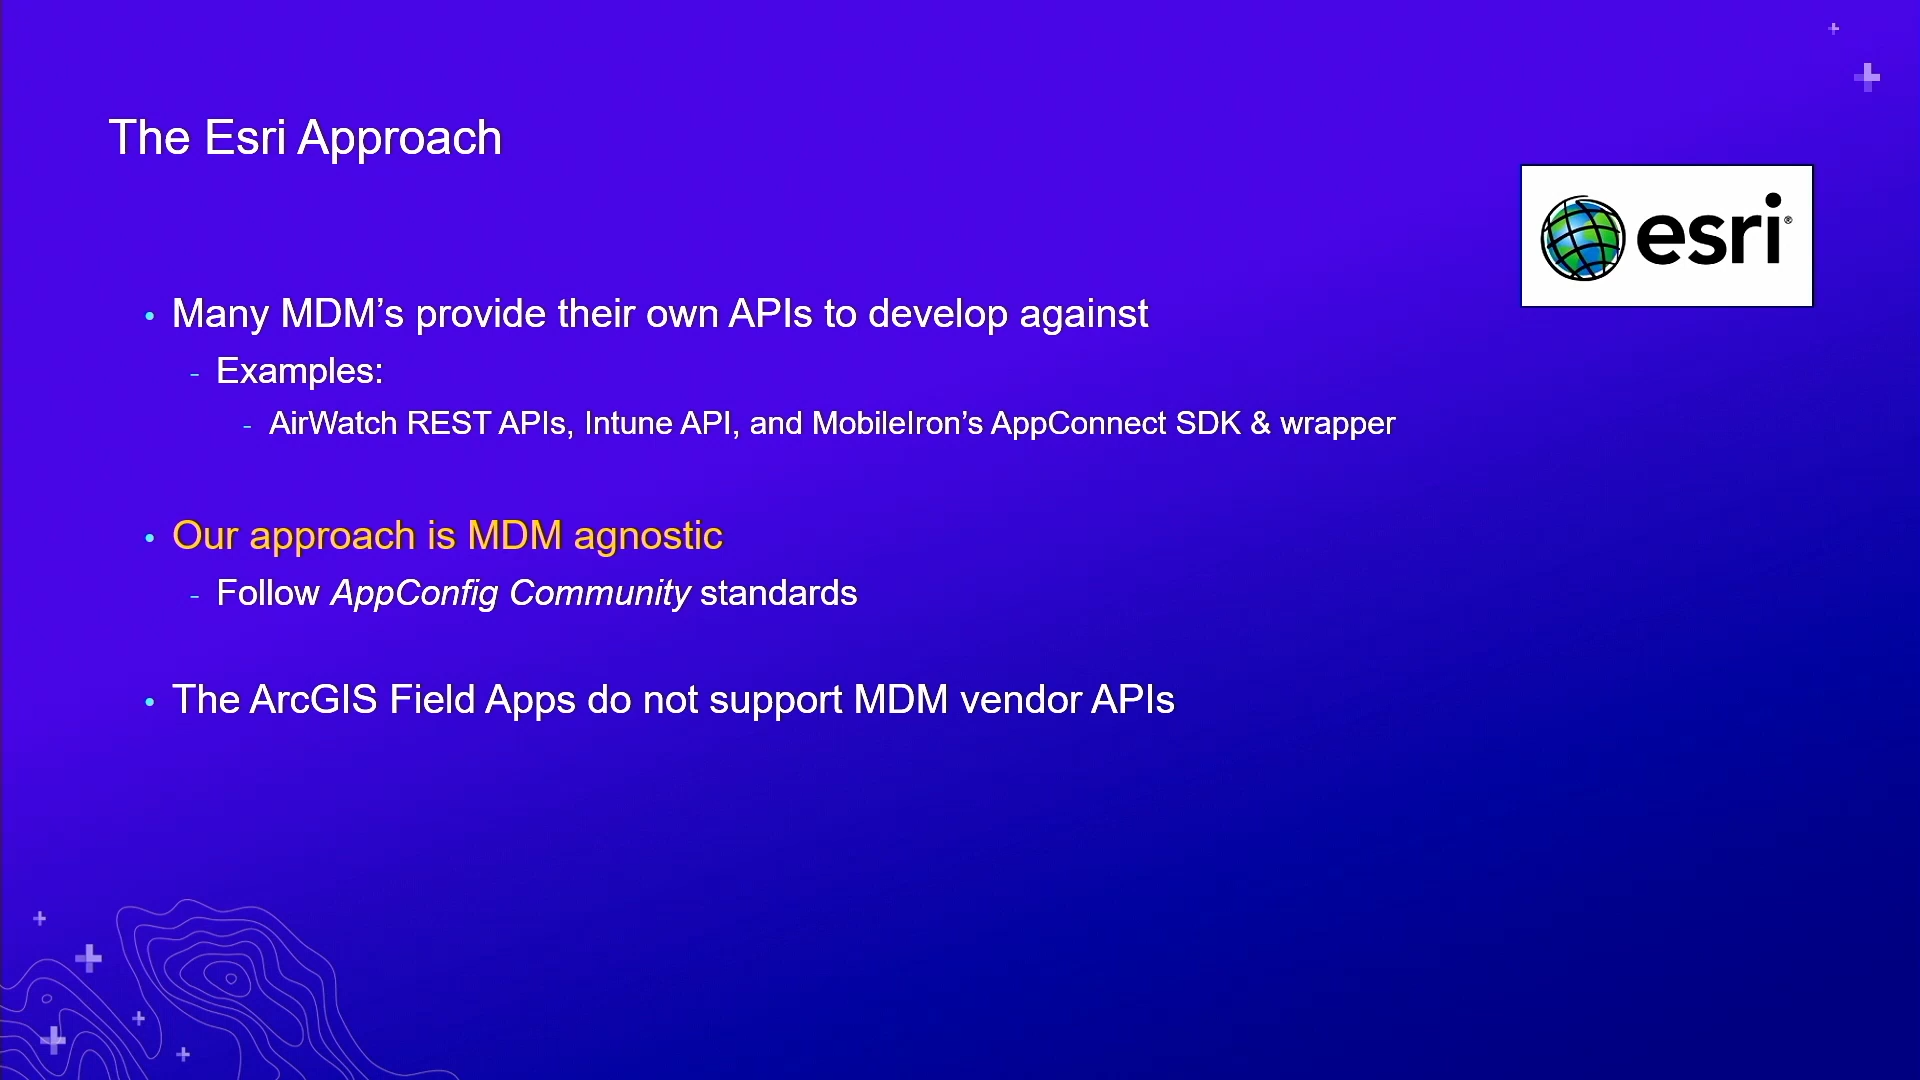 The Esri Approach
esri®
• Many MDM’s provide their own APIs to develop against
- Examples:
- AirWatch REST APIs, Intune API, and MobileIron’s AppConnect SDK & wrapper
• Our approach is MDM agnostic
- Follow AppConfig Community standards
• The ArcGIS Field Apps do not support MDM vendor APIs